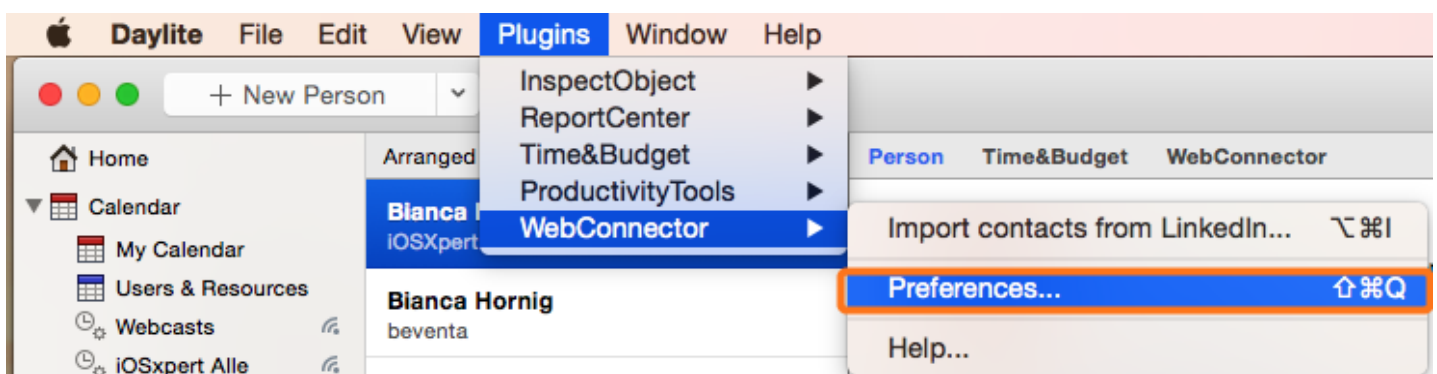 Daylite File Edit View Plugins Window Help
+ New Person
InspectObject
ReportCenter
Time&Budget
ProductivityTools
WebConnector
Home
Calendar
My Calendar
Users & Resources
Webcasts
iOSxpert Alle
Arranged
Bianca
iOSXpert
Bianca Hornig
beventa
Person Time&Budget WebConnector
Import contacts from LinkedIn... ⌥⌘I
Preferences... ⇧⌘Q
Help...